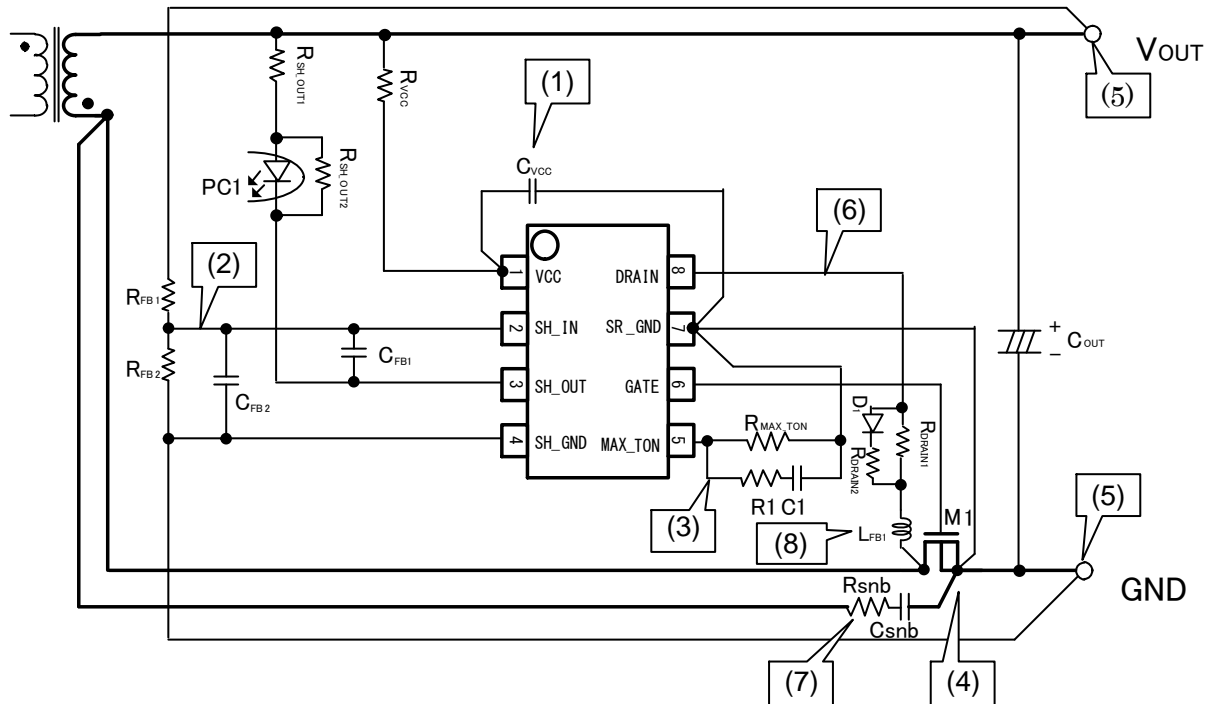 VOUT
(5)
RSH_OUT1
RVCC
(1)
CVCC
RSH_OUT2
PC1
(6)
(2)
1 VCC
DRAIN 8
RFB1
2 SH_IN
SR_GND 7
+
COUT
−
CFB1
RFB2
3 SH_OUT
GATE 6
CFB2
D1
RDRAIN1
RMAX_TON
4 SH_GND
MAX_TON 5
RDRAIN2
R1 C1
(3)
(8)
LFB1
M1
(5)
GND
Rsnb
Csnb
(7)
(4)